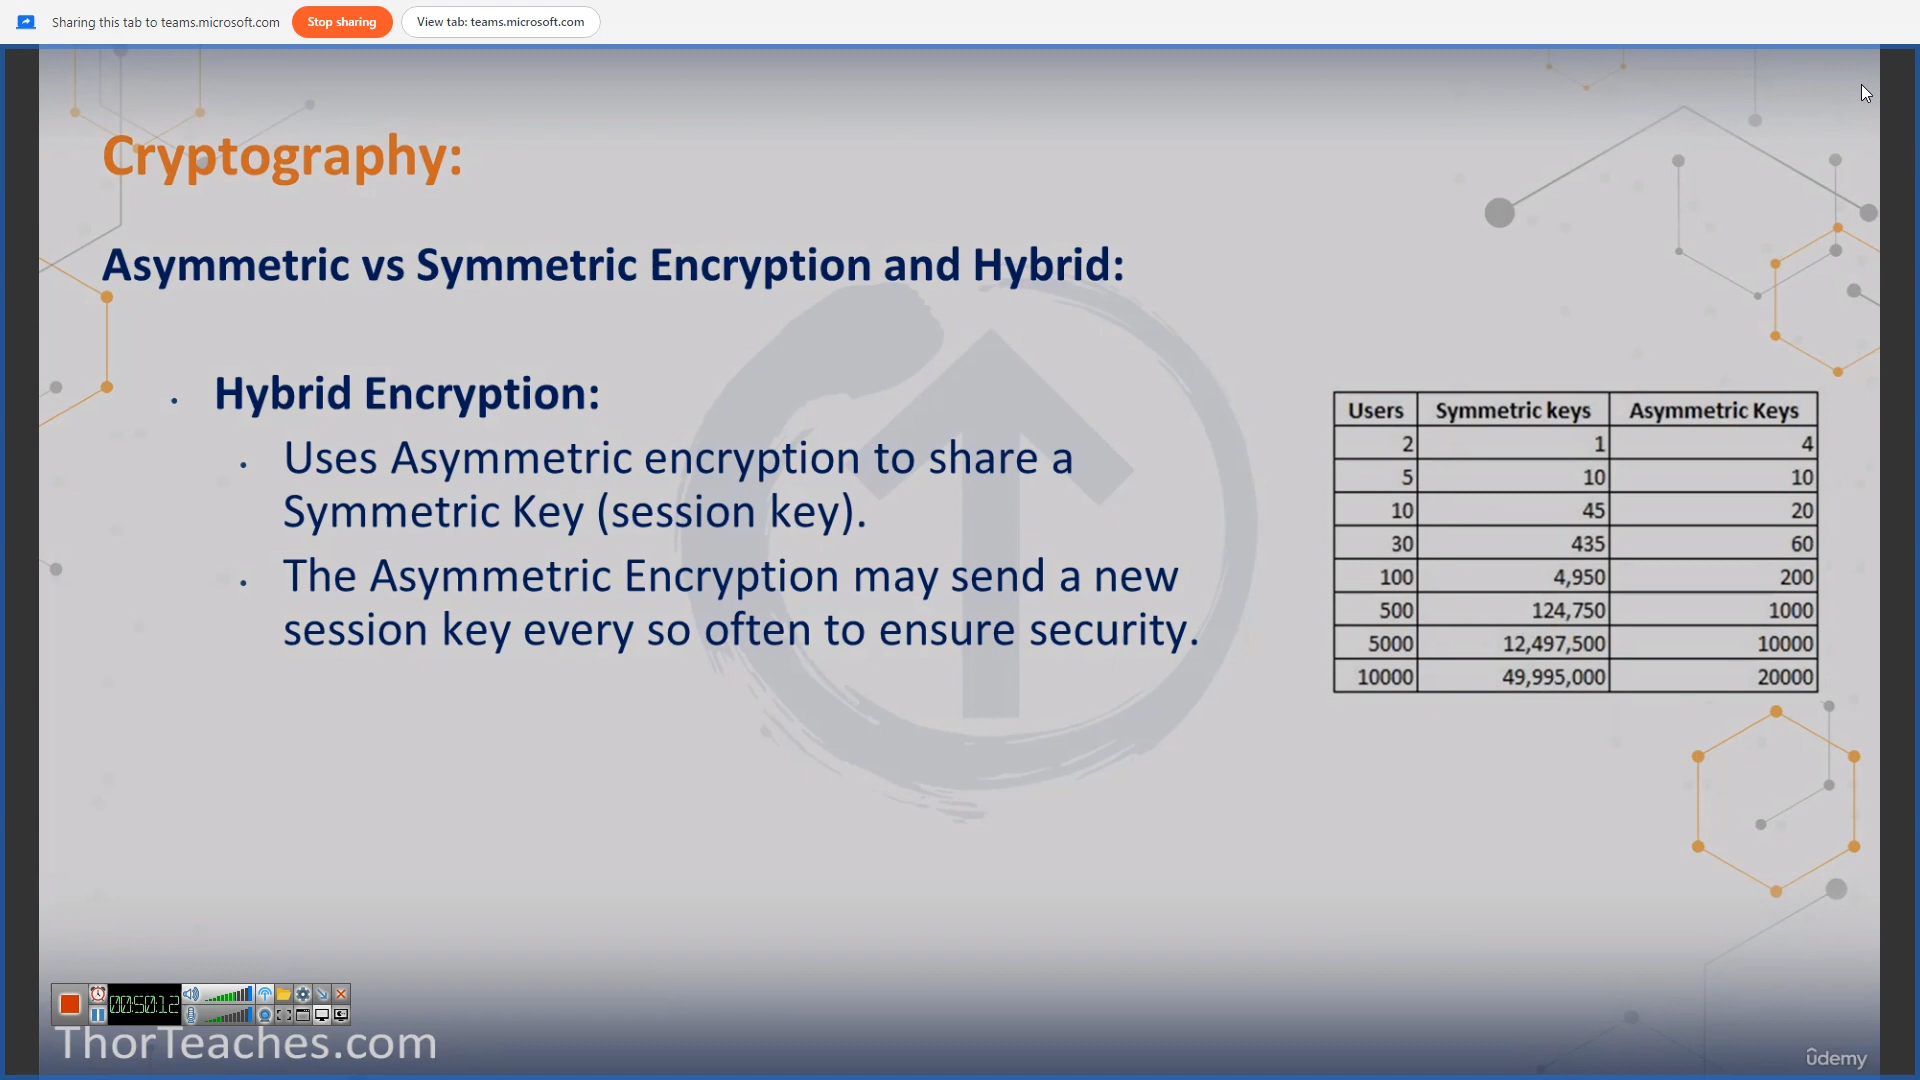 Sharing this tab to teams.microsoft.com
Stop sharing
View tab: teams.microsoft.com
Cryptography:
Asymmetric vs Symmetric Encryption and Hybrid:
Hybrid Encryption:
Uses Asymmetric encryption to share a
Symmetric Key (session key).
The Asymmetric Encryption may send a new
session key every so often to ensure security.
Users Symmetric keys Asymmetric Keys
2 1 4
5 10 10
10 45 20
30 435 60
100 4,950 200
500 124,750 1000
5000 12,497,500 10000
10000 49,995,000 20000
00:50:12
ThorTeaches.com
udemy